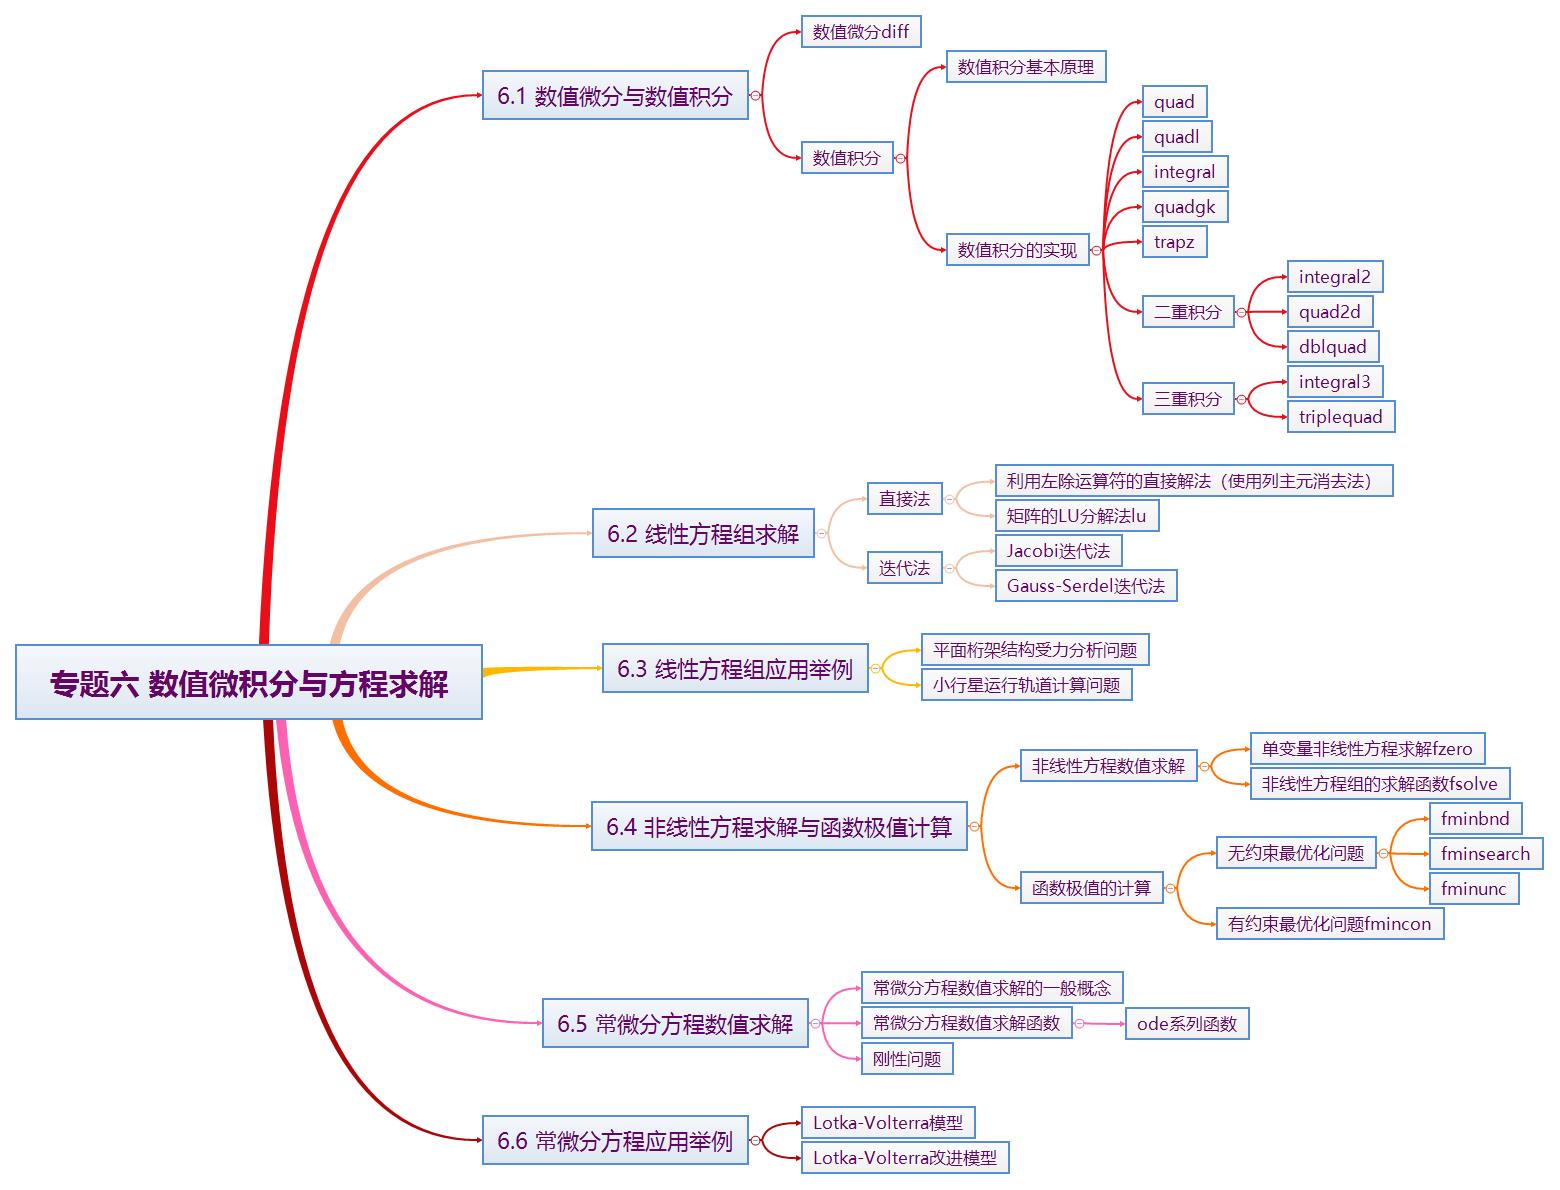 专题六 数值微积分与方程求解
6.1 数值微分与数值积分
数值微分diff
数值积分
数值积分基本原理
数值积分的实现
quad
quadl
integral
quadgk
trapz
二重积分
integral2
quad2d
dblquad
三重积分
integral3
triplequad
6.2 线性方程组求解
直接法
利用左除运算符的直接解法（使用列主元消去法）
矩阵的LU分解法lu
迭代法
Jacobi迭代法
Gauss-Serdel迭代法
6.3 线性方程组应用举例
平面桁架结构受力分析问题
小行星运行轨道计算问题
6.4 非线性方程求解与函数极值计算
非线性方程数值求解
单变量非线性方程求解fzero
非线性方程组的求解函数fsolve
函数极值的计算
无约束最优化问题
fminbnd
fminsearch
fminunc
有约束最优化问题fmincon
6.5 常微分方程数值求解
常微分方程数值求解的一般概念
常微分方程数值求解函数
ode系列函数
刚性问题
6.6 常微分方程应用举例
Lotka-Volterra模型
Lotka-Volterra改进模型